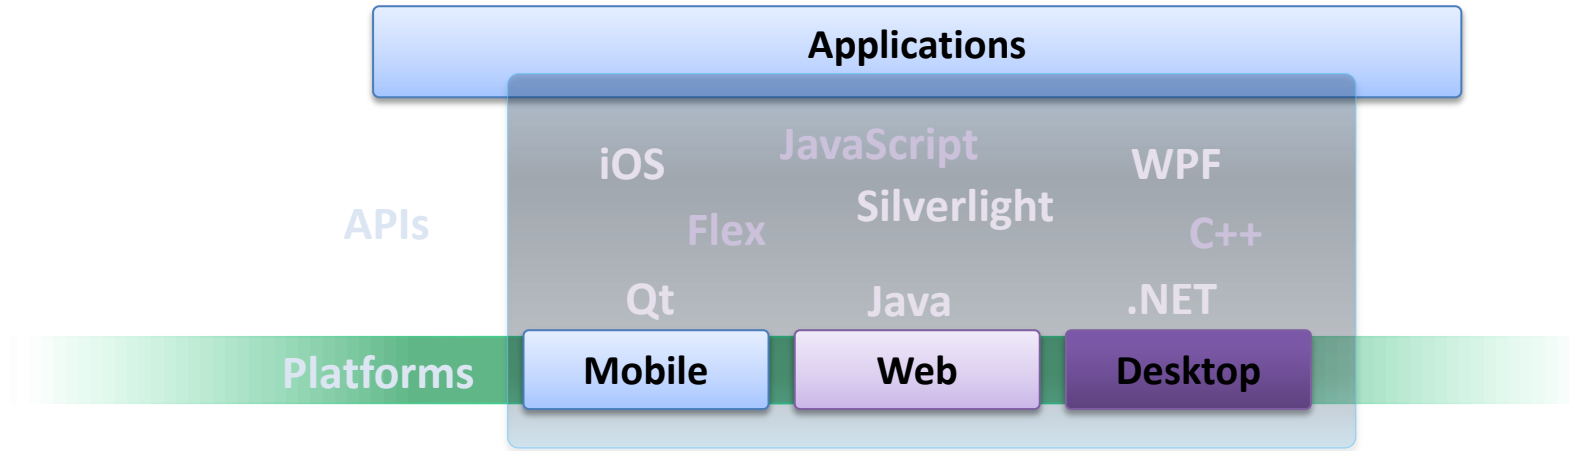 Applications
JavaScript
iOS
WPF
Silverlight
APIs
Flex
C++
Qt
Java
.NET
Platforms
Mobile
Web
Desktop